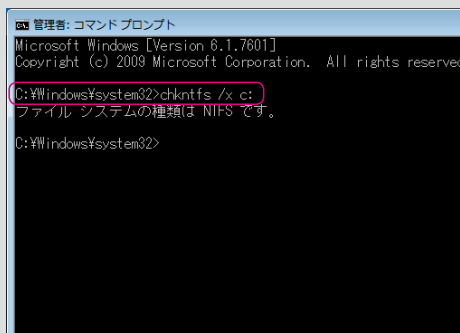 管理者: コマンド プロンプト
Microsoft Windows [Version 6.1.7601]
Copyright (c) 2009 Microsoft Corporation.  All rights reserved
C:¥Windows¥system32>chkntfs /x c:
ファイル システムの種類は NTFS です。
C:¥Windows¥system32>